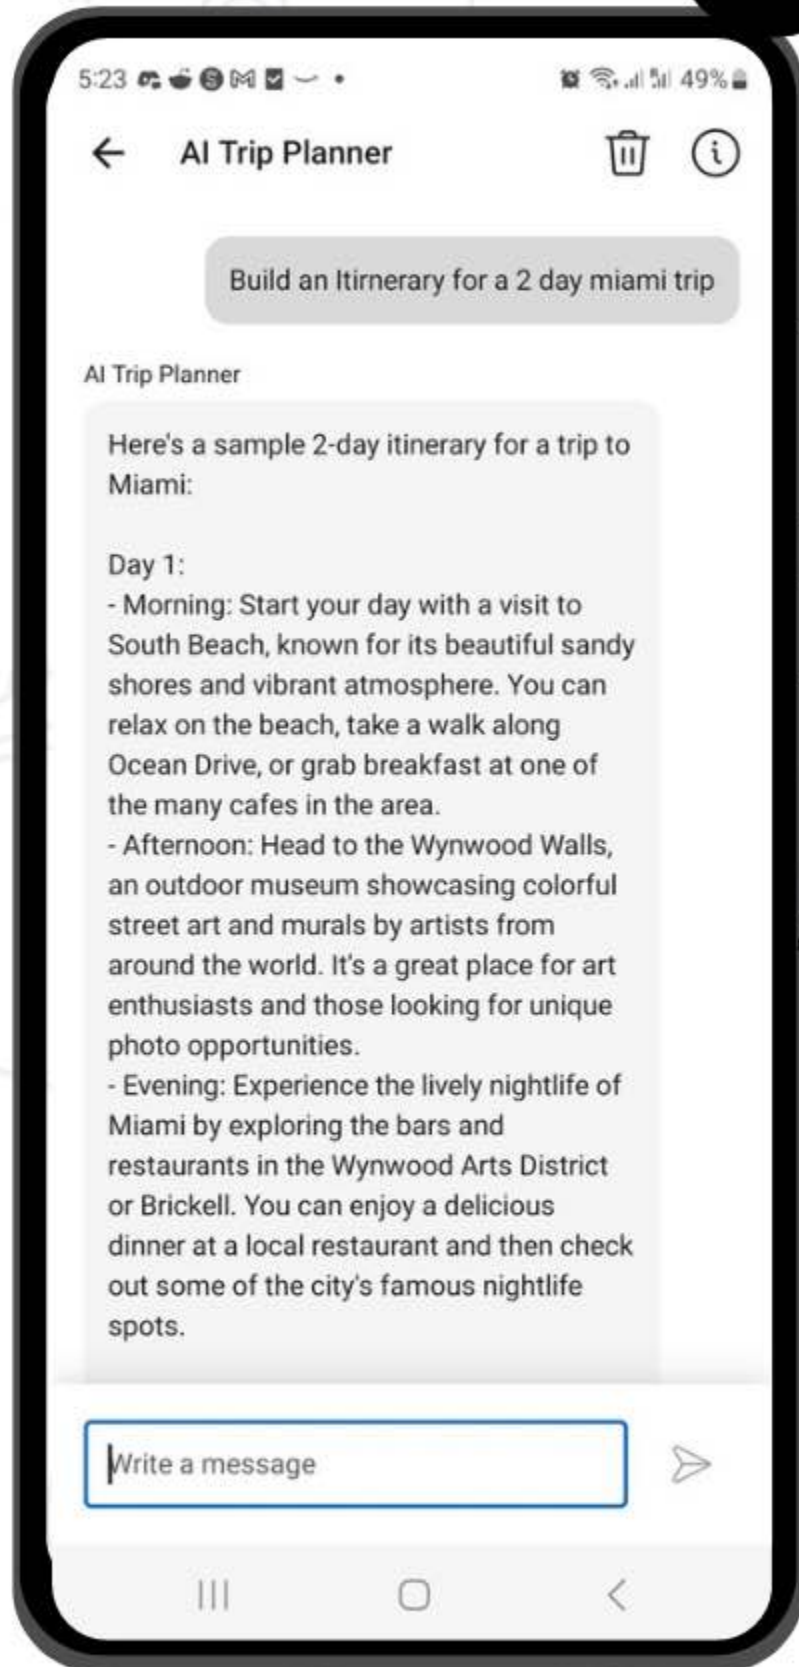 5:23
49%
AI Trip Planner
Build an Itirnerary for a 2 day miami trip
AI Trip Planner
Here's a sample 2-day itinerary for a trip to
Miami:
Day 1:
- Morning: Start your day with a visit to
South Beach, known for its beautiful sandy
shores and vibrant atmosphere. You can
relax on the beach, take a walk along
Ocean Drive, or grab breakfast at one of
the many cafes in the area.
- Afternoon: Head to the Wynwood Walls,
an outdoor museum showcasing colorful
street art and murals by artists from
around the world. It's a great place for art
enthusiasts and those looking for unique
photo opportunities.
- Evening: Experience the lively nightlife of
Miami by exploring the bars and
restaurants in the Wynwood Arts District
or Brickell. You can enjoy a delicious
dinner at a local restaurant and then check
out some of the city's famous nightlife
spots.
Write a message